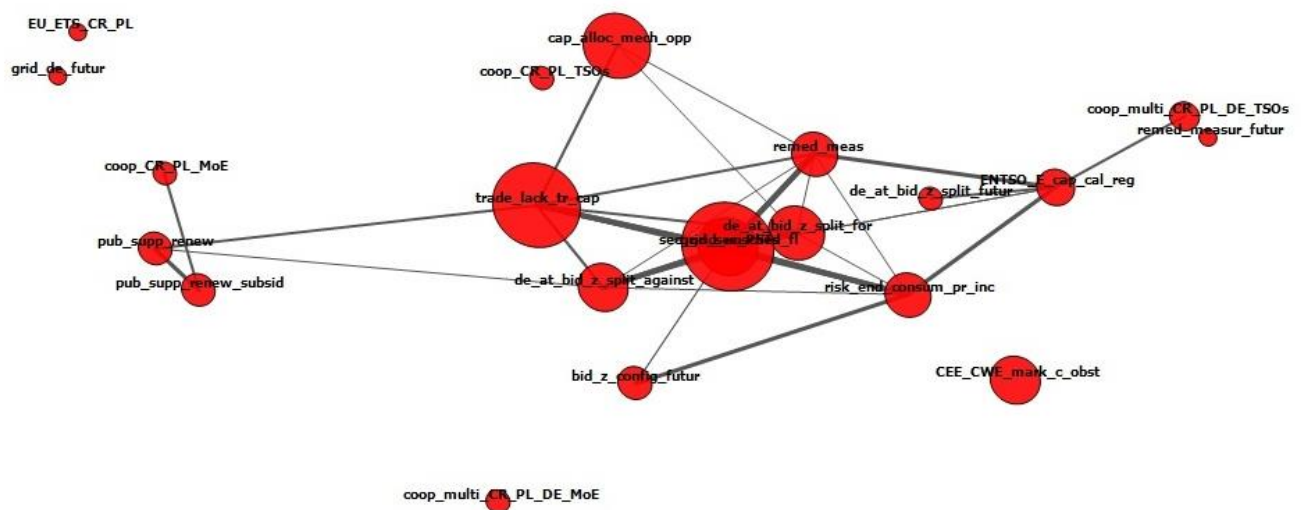 EU_ETS_CR_PL
cap_alloc_mech_opp
grid_de_futur
coop_CR_PL_TSOs
coop_multi_CR_PL_DE_TSOs
remed_measur_futur
remed_meas
coop_CR_PL_MoE
ENTSO_E_cap_cal_reg
de_at_bid_z_split_futur
trade_lack_tr_cap
de_at_bid_z_split_for
pub_supp_renew
pub_supp_renew_subsid
de_at_bid_z_split_against
risk_end_consum_pr_inc
bid_z_config_futur
CEE_CWE_mark_c_obst
coop_multi_CR_PL_DE_MoE